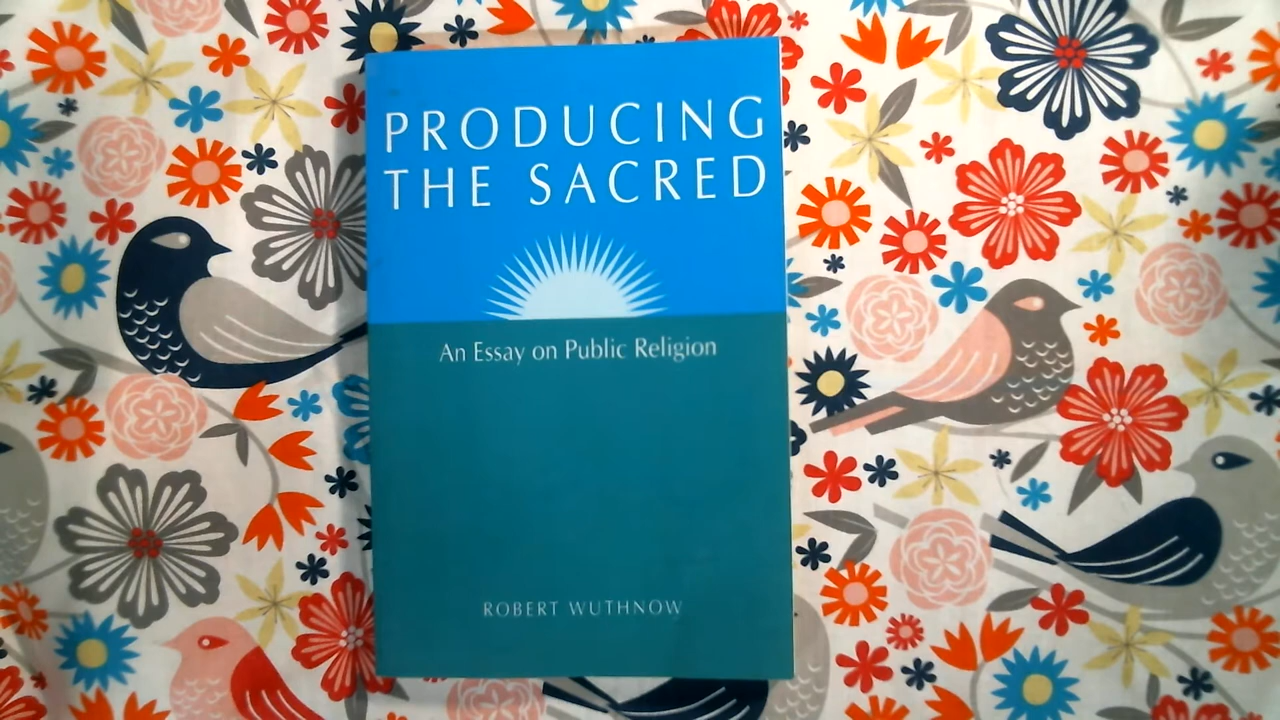 PRODUCING
THE SACRED
An Essay on Public Religion
ROBERT WUTHNOW